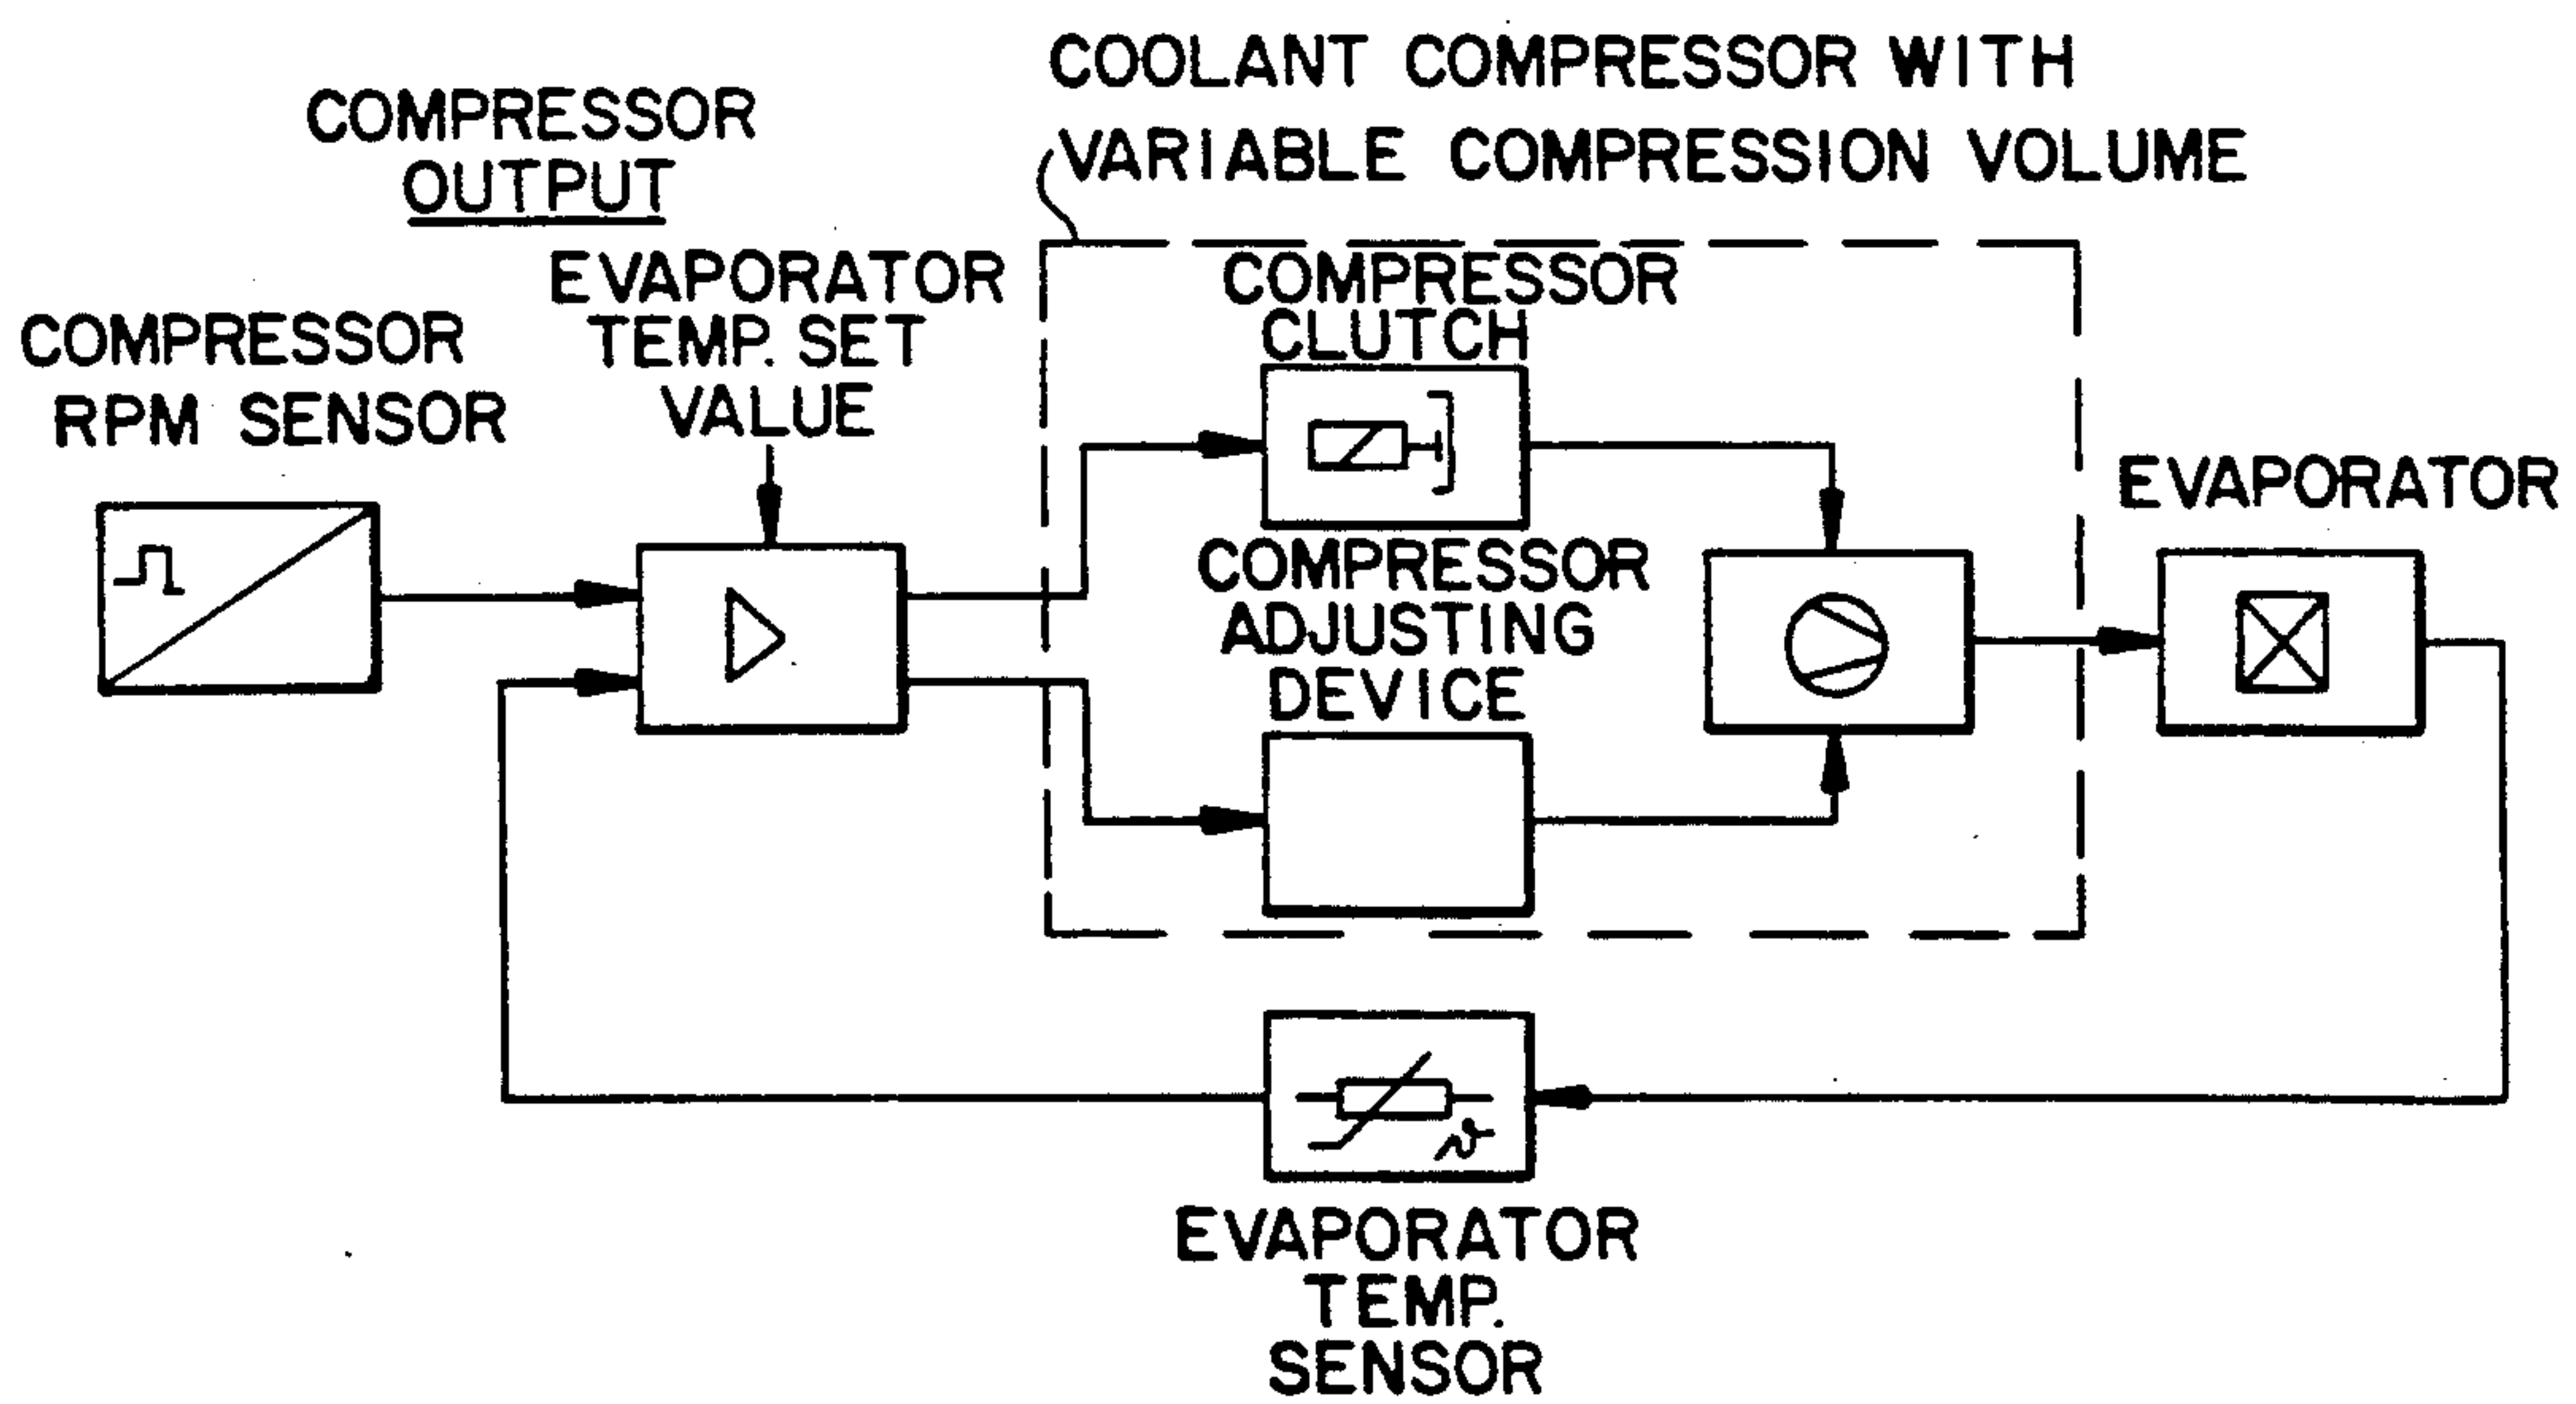 COOLANT COMPRESSOR WITH
VARIABLE COMPRESSION VOLUME
COMPRESSOR
OUTPUT
EVAPORATOR
TEMP. SET
VALUE
COMPRESSOR
RPM SENSOR
COMPRESSOR
CLUTCH
COMPRESSOR
ADJUSTING
DEVICE
EVAPORATOR
ϑ
EVAPORATOR
TEMP.
SENSOR